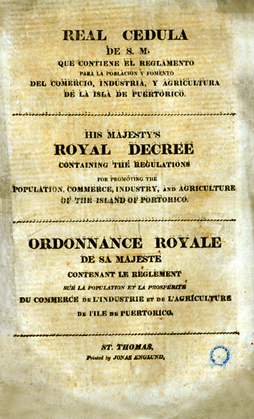 REAL CEDULA
DE S. M.
QUE CONTIENE EL REGLAMENTO
PARA LA POBLACION Y FOMENTO
DEL COMERCIO, INDUSTRIA, Y AGRICULTURA
DE LA ISLA DE PUERTORICO.
HIS MAJESTY'S
ROYAL DECREE
CONTAINING THE REGULATIONS
FOR PROMOTING THE
POPULATION, COMMERCE, INDUSTRY, AND AGRICULTURE
OF THE ISLAND OF PORTORICO.
ORDONNANCE ROYALE
DE SA MAJESTÉ
CONTENANT LE RÉGLEMENT
SUR LA POPULATION ET LA PROSPÉRITÉ
DU COMMERCE DE L'INDUSTRIE ET DE L'AGRICULTURE
DE L'ILE DE PUERTORICO.
ST. THOMAS,
Printed by JONAS ENGLUND,